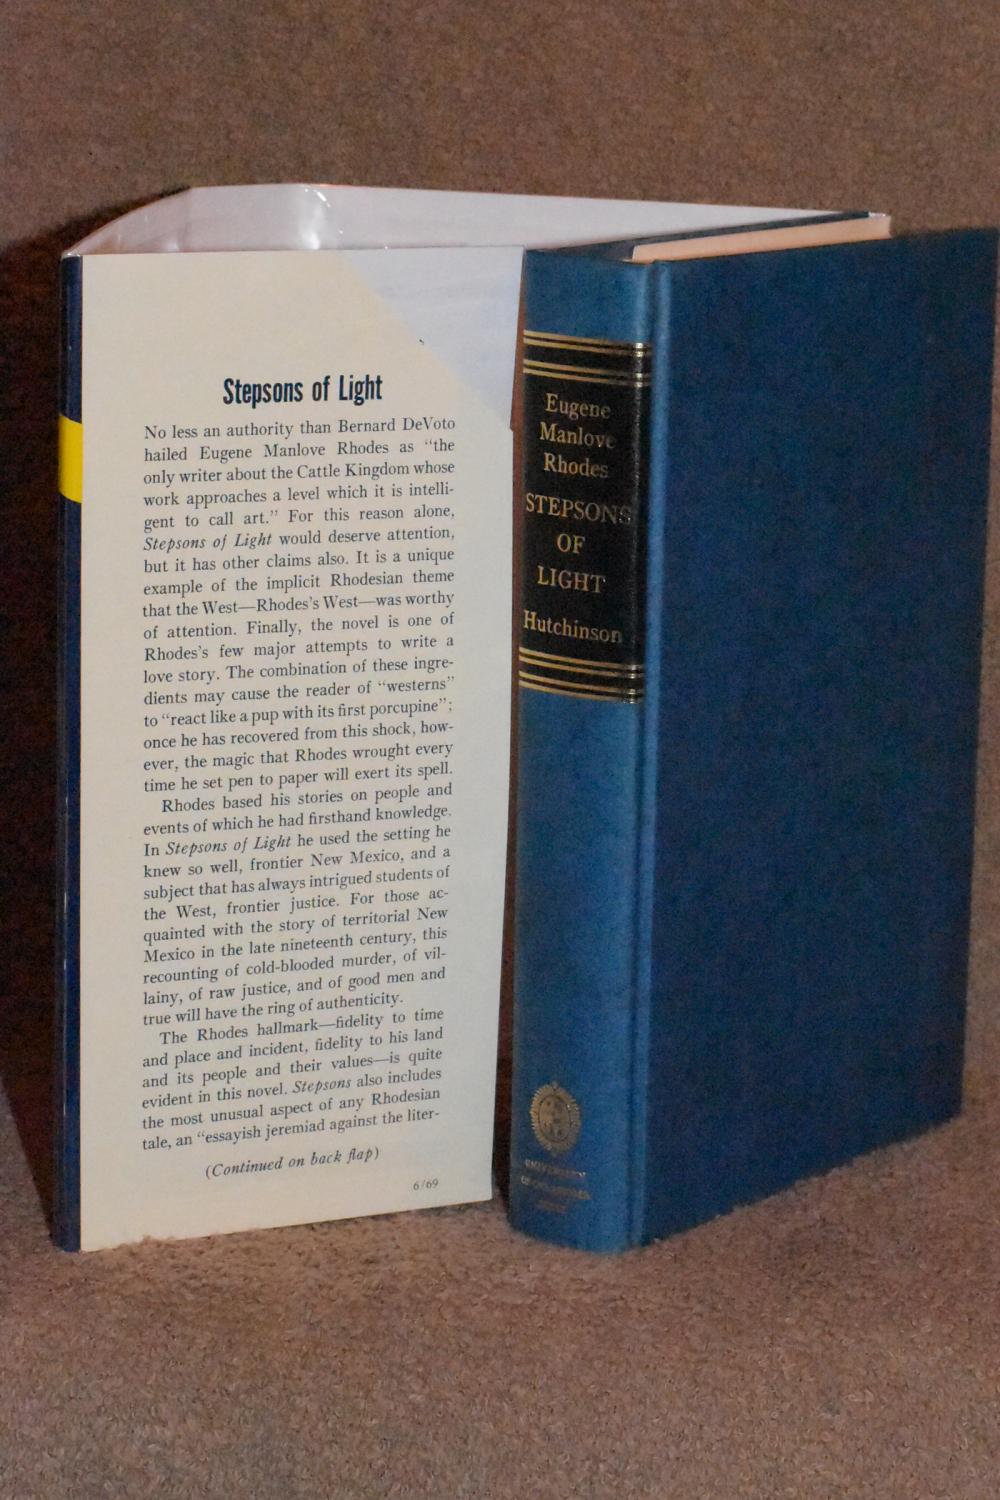 Stepsons of Light
No less an authority than Bernard DeVoto
hailed Eugene Manlove Rhodes as “the
only writer about the Cattle Kingdom whose
work approaches a level which it is intelli-
gent to call art.” For this reason alone,
Stepsons of Light would deserve attention,
but it has other claims also. It is a unique
example of the implicit Rhodesian theme
that the West—Rhodes's West—was worthy
of attention. Finally, the novel is one of
Rhodes's few major attempts to write a
love story. The combination of these ingre-
dients may cause the reader of “westerns”
to “react like a pup with its first porcupine”;
once he has recovered from this shock, how-
ever, the magic that Rhodes wrought every
time he set pen to paper will exert its spell.
Rhodes based his stories on people and
events of which he had firsthand knowledge.
In Stepsons of Light he used the setting he
knew so well, frontier New Mexico, and a
subject that has always intrigued students of
the West, frontier justice. For those ac-
quainted with the story of territorial New
Mexico in the late nineteenth century, this
recounting of cold-blooded murder, of vil-
lainy, of raw justice, and of good men and
true will have the ring of authenticity.
The Rhodes hallmark—fidelity to time
and place and incident, fidelity to his land
and its people and their values—is quite
evident in this novel. Stepsons also includes
the most unusual aspect of any Rhodesian
tale, an “essayish jeremiad against the liter-
(Continued on back flap)
6/69
Eugene
Manlove
Rhodes
STEPSONS
OF
LIGHT
Hutchinson
UNIVERSITY
OF OKLAHOMA